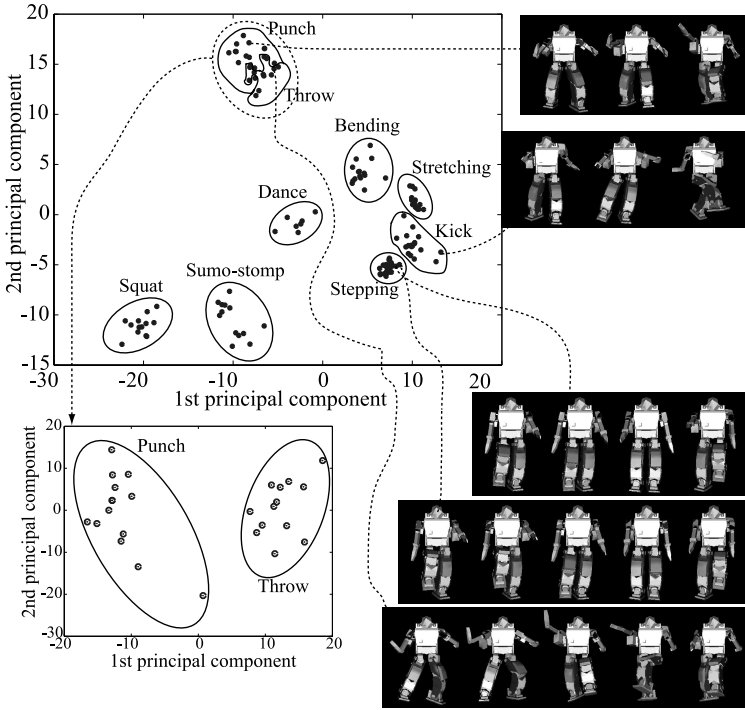 20
15
10
5
0
-5
-10
-15
2nd principal component
Punch
Throw
Bending
Stretching
Dance
Kick
Squat
Sumo-stomp
Stepping
-30
-20
-10
0
10
20
1st principal component
20
10
0
-10
-20
-30
2nd principal component
Punch
Throw
-20
-10
0
10
20
1st principal component